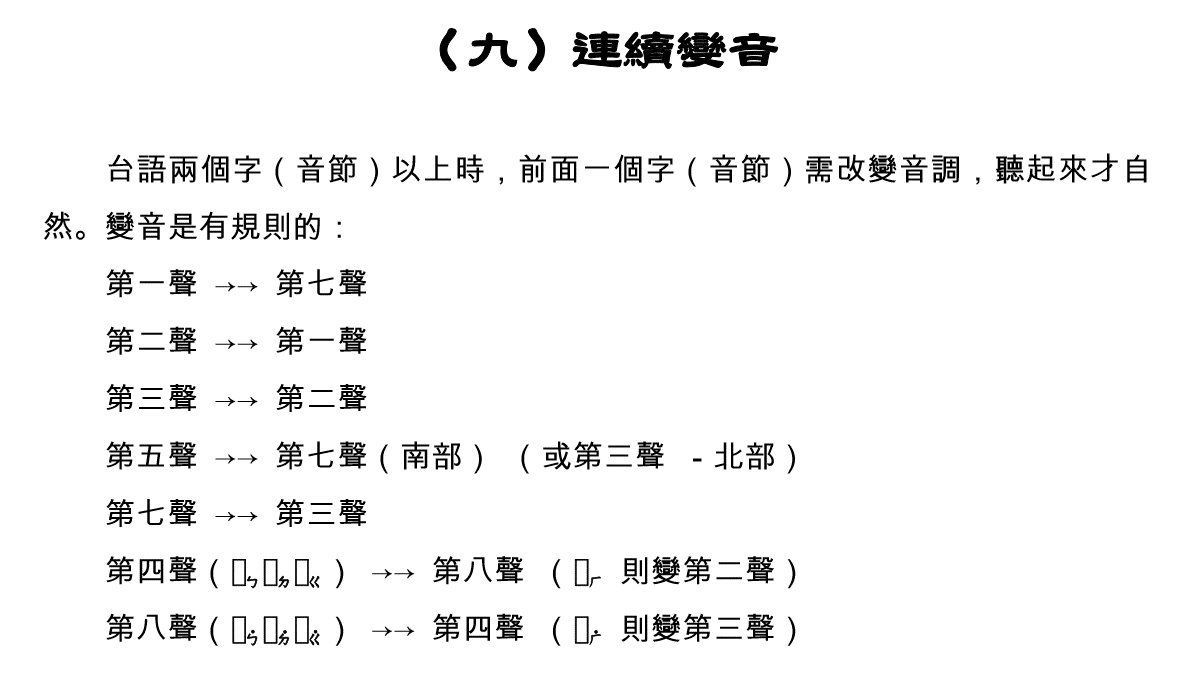 （九）連續變音
台語兩個字（音節）以上時，前面一個字（音節）需改變音調，聽起來才自
然。變音是有規則的：
第一聲 →→ 第七聲
第二聲 →→ 第一聲
第三聲 →→ 第二聲
第五聲 →→ 第七聲（南部） （或第三聲 －北部）
第七聲 →→ 第三聲
第四聲（▯ㄅ▯ㄉ▯ㄍ） →→ 第八聲 （▯ㄏ 則變第二聲）
第八聲（▯ㄅ̇▯ㄉ̇▯ㄍ̇） →→ 第四聲 （▯ㄏ̇ 則變第三聲）